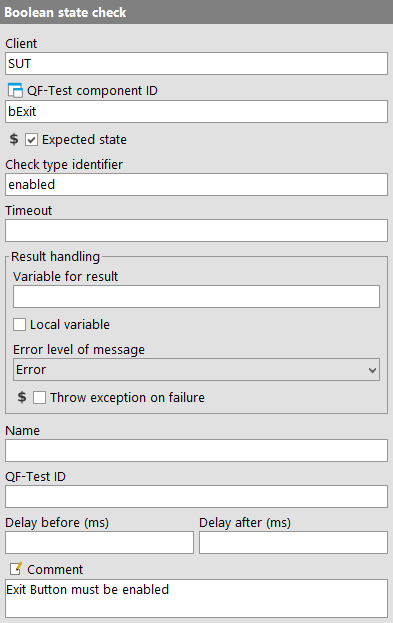 Boolean state check
Client
SUT
QF-Test component ID
bExit
$ Expected state
Check type identifier
enabled
Timeout
Result handling
Variable for result
Local variable
Error level of message
Error
$ Throw exception on failure
Name
QF-Test ID
Delay before (ms) Delay after (ms)
Comment
Exit Button must be enabled